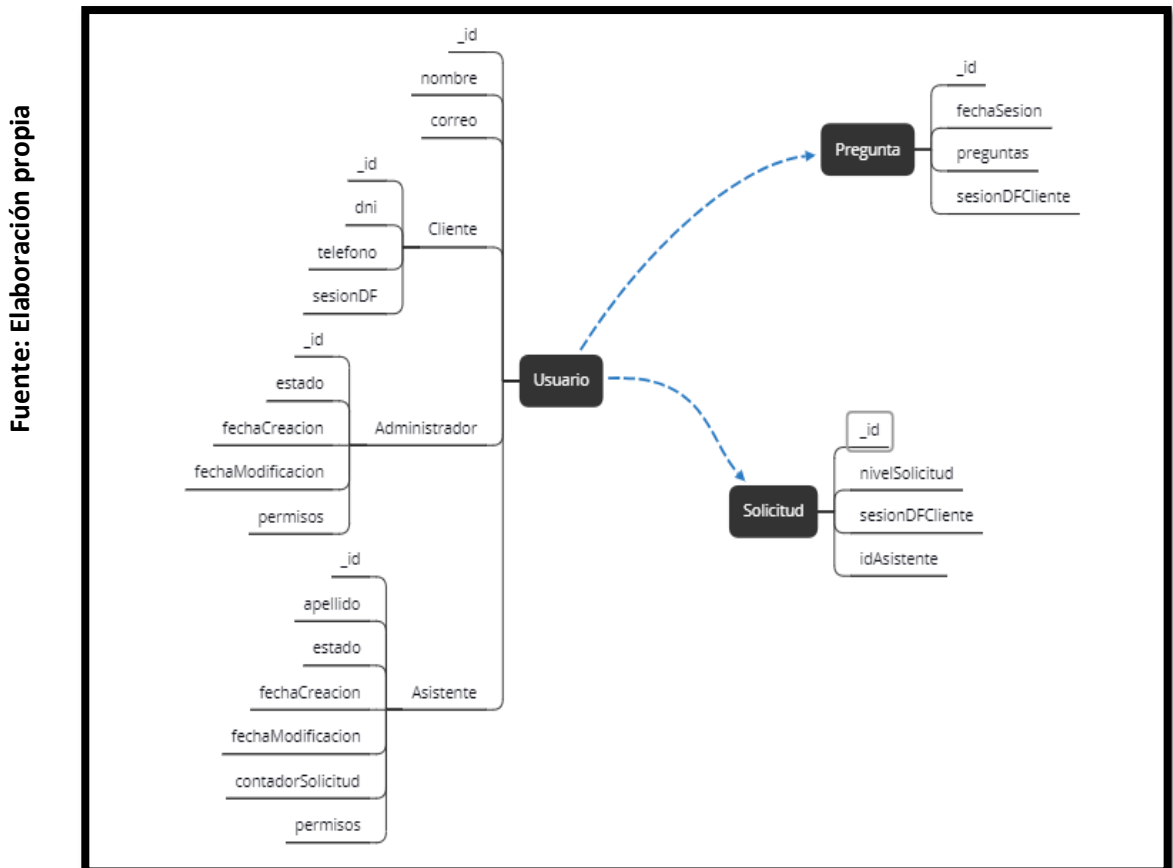 Fuente: Elaboración propia
_id
nombre
correo
_id
dni
Cliente
telefono
sesionDF
_id
estado
fechaCreacion
Administrador
fechaModificacion
permisos
_id
apellido
estado
fechaCreacion
Asistente
fechaModificacion
contadorSolicitud
permisos
Usuario
Pregunta
_id
fechaSesion
preguntas
sesionDFCliente
Solicitud
_id
nivelSolicitud
sesionDFCliente
idAsistente